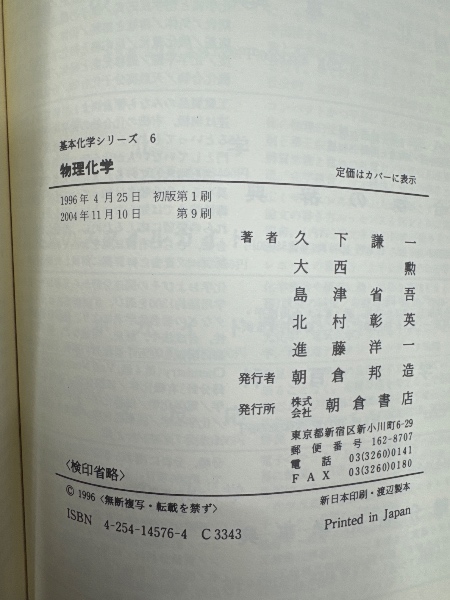 基本化学シリーズ 6
物理化学
定価はカバーに表示
1996年 4 月 25日 初版第1刷
2004年11月10日 第9刷
著 者 久 下 謙 一
大 西 勲
島 津 省 吾
北 村 彰 英
進 藤 洋 一
発行者 朝 倉 邦 造
発行所 株式会社 朝 倉 書 店
東京都新宿区新小川町6-29
郵 便 番 号 162-8707
電 話 03(3260)0141
F A X 03(3260)0180
〈検印省略〉
© 1996〈無断複写・転載を禁ず〉
新日本印刷・渡辺製本
ISBN 4-254-14576-4 C 3343
Printed in Japan